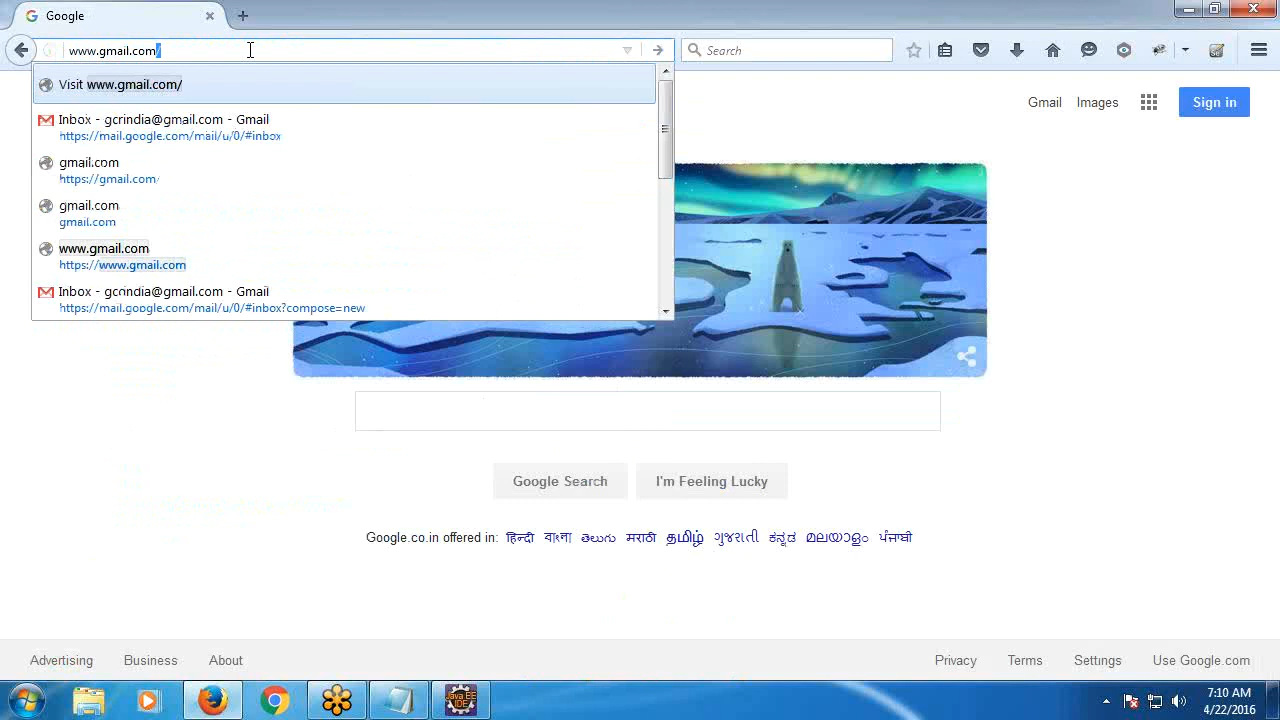 Google
www.gmail.com/
Search
Visit www.gmail.com/
Inbox - gcrindia@gmail.com - Gmail
https://mail.google.com/mail/u/0/#inbox
gmail.com
https://gmail.com/
gmail.com
gmail.com
www.gmail.com
https://www.gmail.com
Inbox - gcrindia@gmail.com - Gmail
https://mail.google.com/mail/u/0/#inbox?compose=new
Gmail Images Sign in
Google Search I'm Feeling Lucky
Google.co.in offered in: हिन्दी বাংলা తెలుగు मराठी தமிழ் ગુજરાતી ಕನ್ನಡ മലയാളം ਪੰਜਾਬੀ
Advertising Business About Privacy Terms Settings Use Google.com
Java EE
IDE
7:10 AM
4/22/2016